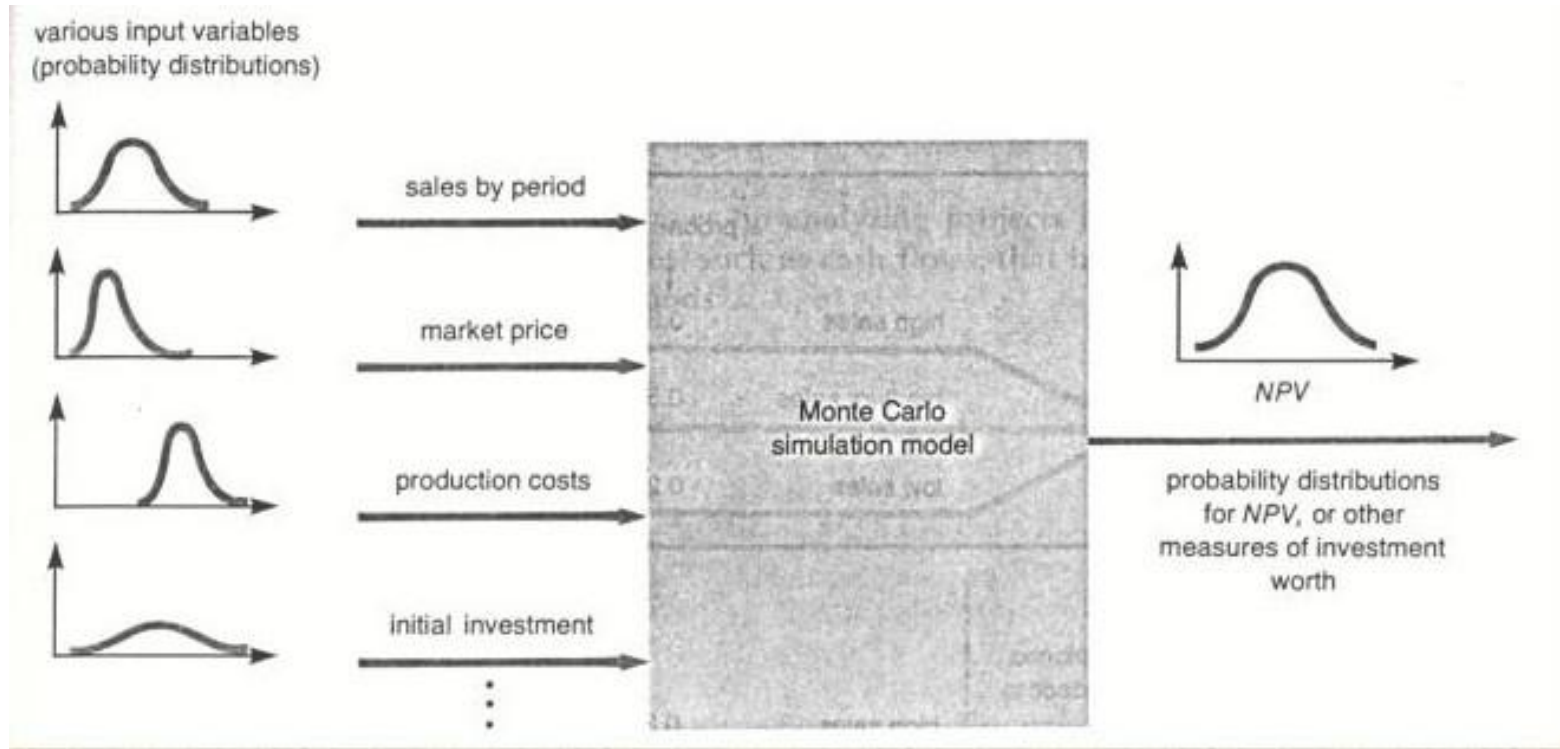 various input variables
(probability distributions)
sales by period
market price
Monte Carlo
simulation model
production costs
initial investment
NPV
probability distributions
for NPV, or other
measures of investment
worth